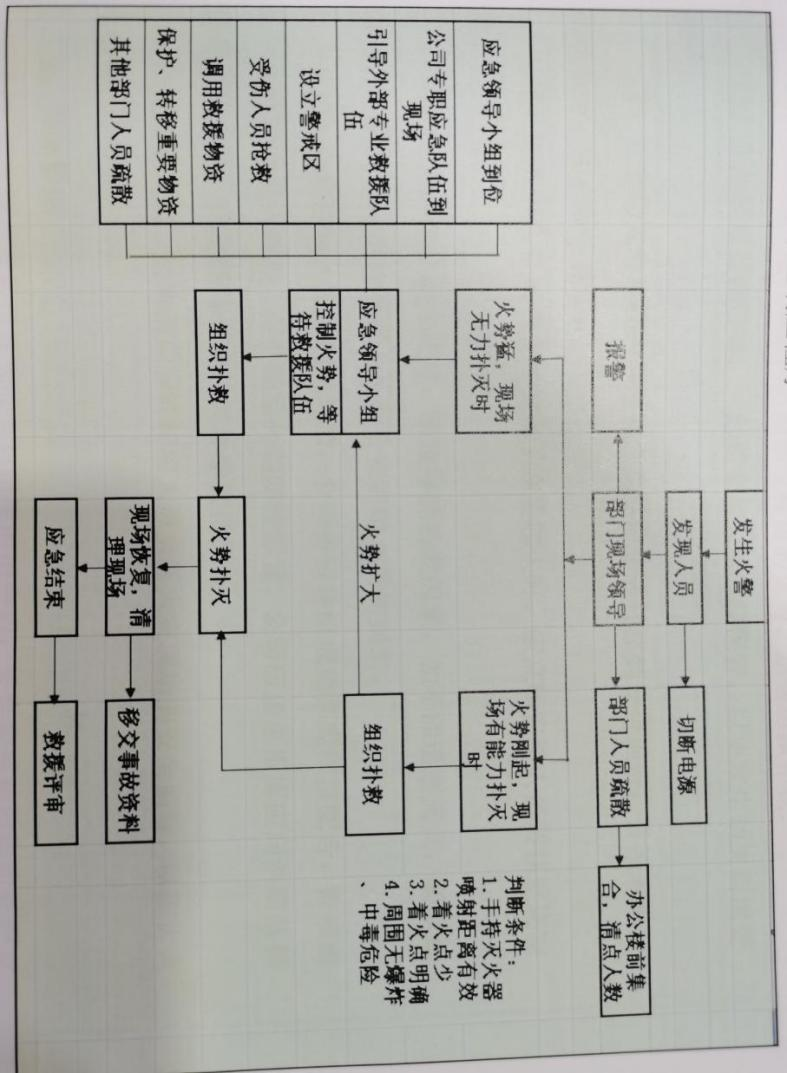 发生火警
发现人员
切断电源
报警
部门现场领导
部门人员疏散
办公楼前集
合，清点人数
火势猛，现场
无力扑灭时
火势刚起，现
场有能力扑灭
时
判断条件：
1. 手持灭火器
喷射距离有效
2. 着火点少
3. 着火点明确
4. 周围无爆炸
、中毒危险
应急领导小组到位
公司专职应急队伍到
现场
引导外部专业救援队
伍
设立警戒区
受伤人员抢救
调用救援物资
保护、转移重要物资
其他部门人员疏散
应急领导小组
控制火势，等
待救援队伍
火势扩大
组织扑救
组织扑救
火势扑灭
现场恢复，清
理现场
移交事故资料
应急结束
救援评审